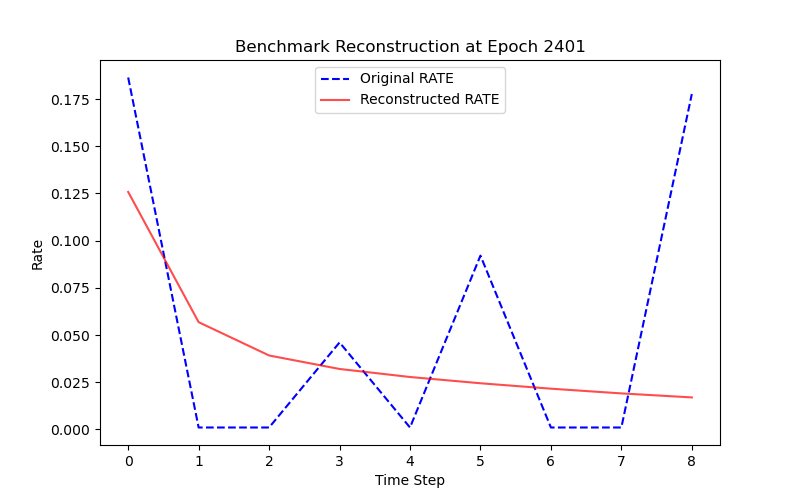 Benchmark Reconstruction at Epoch 2401
Original RATE
Reconstructed RATE
0.175
0.150
0.125
0.100
0.075
0.050
0.025
0.000
Rate
0 1 2 3 4 5 6 7 8
Time Step